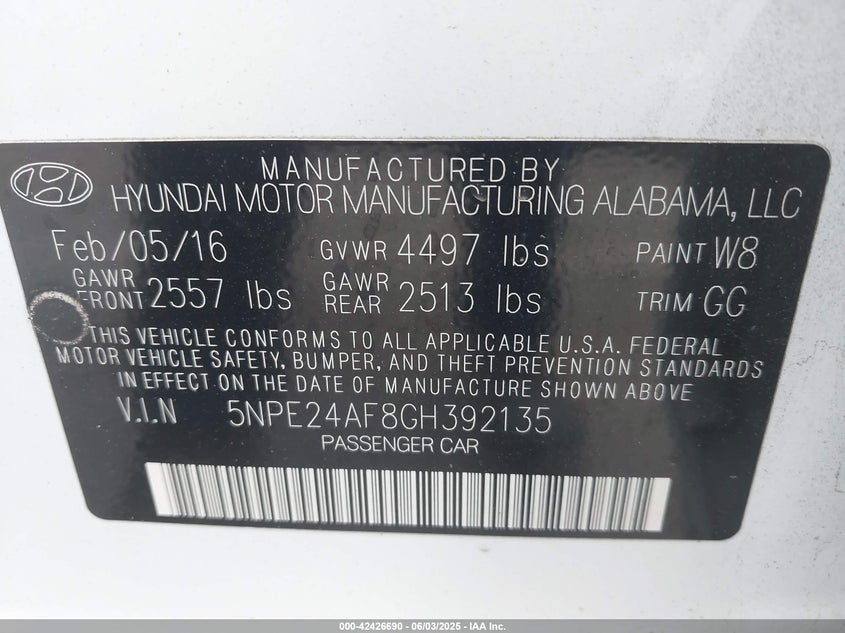 MANUFACTURED BY
HYUNDAI MOTOR MANUFACTURING ALABAMA, LLC
Feb/05/16 GVWR 4497 lbs PAINT W8
GAWR FRONT 2557 lbs GAWR REAR 2513 lbs TRIM GG
THIS VEHICLE CONFORMS TO ALL APPLICABLE U.S.A. FEDERAL
MOTOR VEHICLE SAFETY, BUMPER, AND THEFT PREVENTION STANDARDS
IN EFFECT ON THE DATE OF MANUFACTURE SHOWN ABOVE
V.I.N 5NPE24AF8GH392135
PASSENGER CAR
000-42426690 - 06/03/2025 - IAA Inc.